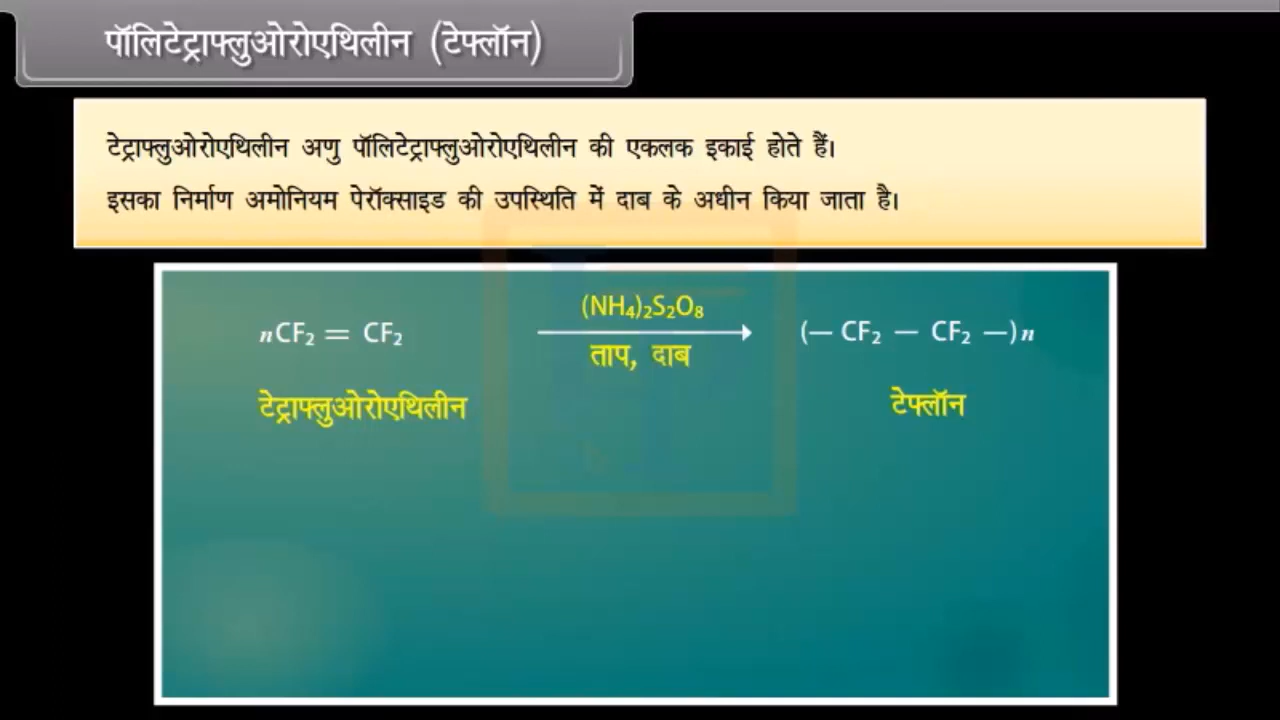 पॉलिटेट्राफ्लुओरोएथिलीन (टेफ्लॉन)
टेट्राफ्लुओरोएथिलीन अणु पॉलिटेट्राफ्लुओरोएथिलीन की एकलक इकाई होते हैं।
इसका निर्माण अमोनियम पेरॉक्साइड की उपस्थिति में दाब के अधीन किया जाता है।
(NH₄)₂S₂O₈
nCF₂ = CF₂ ⟶ (— CF₂ — CF₂ —)n
ताप, दाब
टेट्राफ्लुओरोएथिलीन टेफ्लॉन